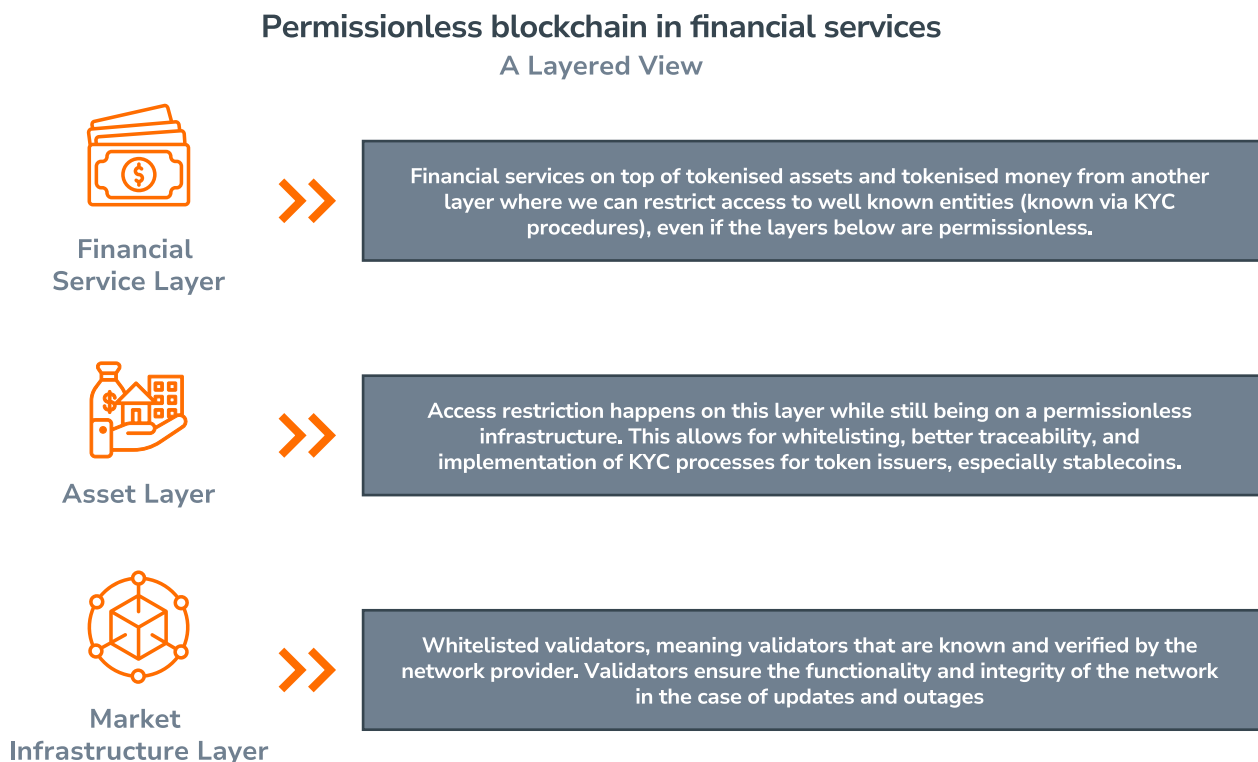 Permissionless blockchain in financial services
A Layered View
Financial
Service Layer
Financial services on top of tokenised assets and tokenised money from another
layer where we can restrict access to well known entities (known via KYC
procedures), even if the layers below are permissionless.
Asset Layer
Access restriction happens on this layer while still being on a permissionless
infrastructure. This allows for whitelisting, better traceability, and
implementation of KYC processes for token issuers, especially stablecoins.
Market
Infrastructure Layer
Whitelisted validators, meaning validators that are known and verified by the
network provider. Validators ensure the functionality and integrity of the network
in the case of updates and outages